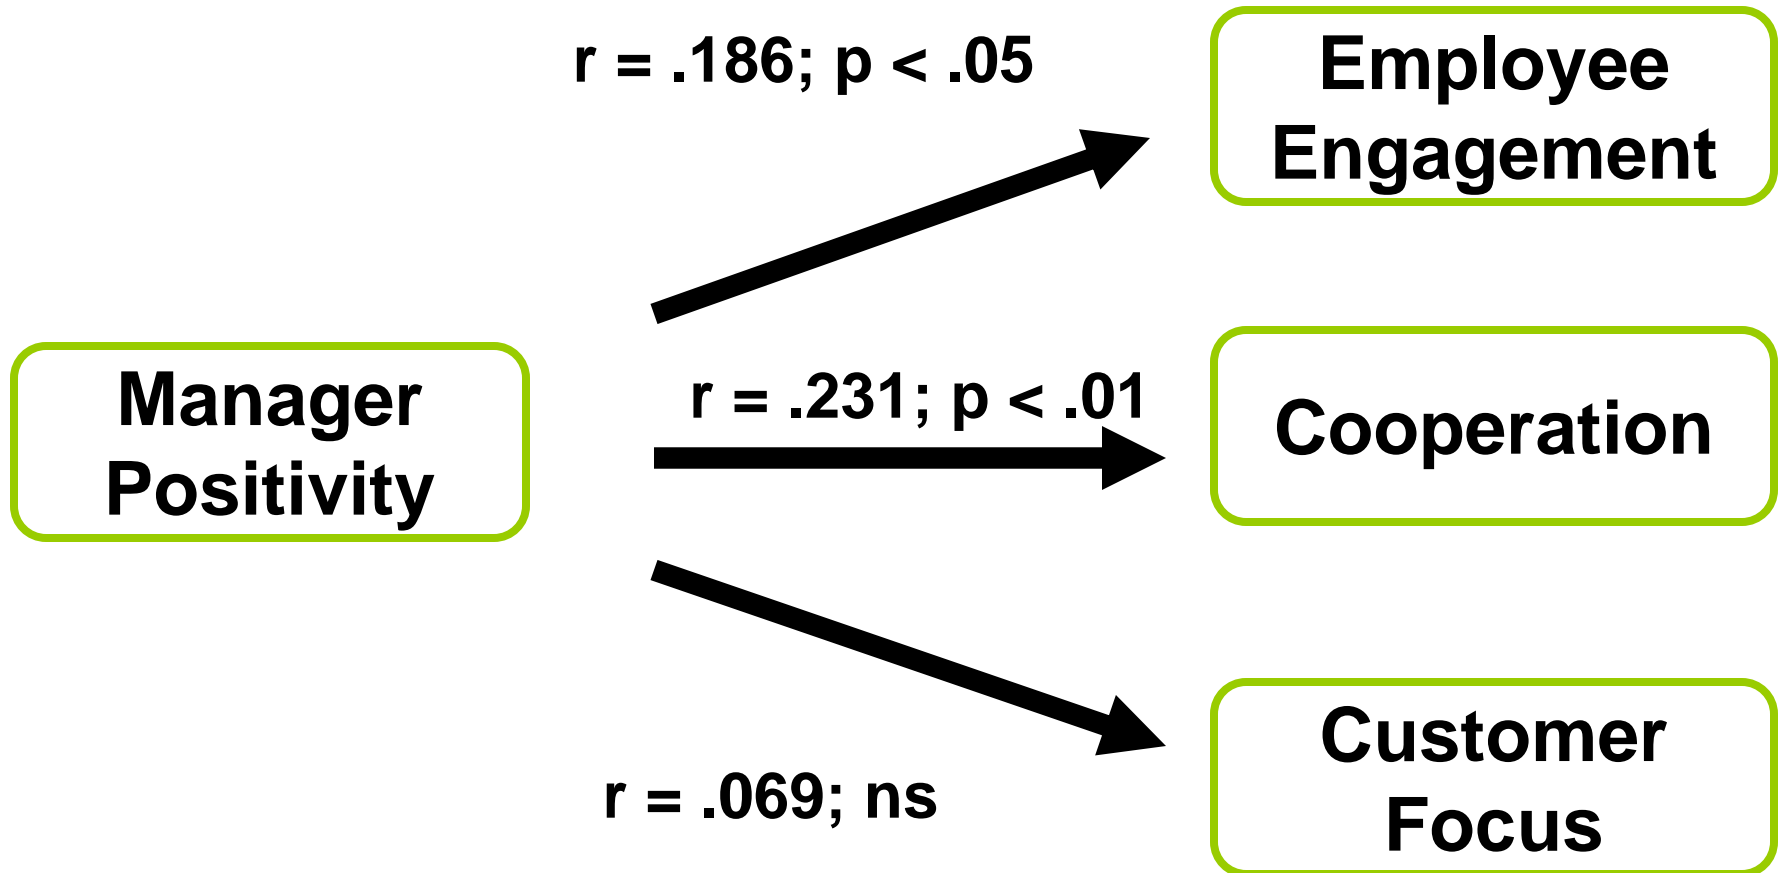 r = .186; p < .05
Employee
Engagement
Manager
Positivity
r = .231; p < .01
Cooperation
r = .069; ns
Customer
Focus